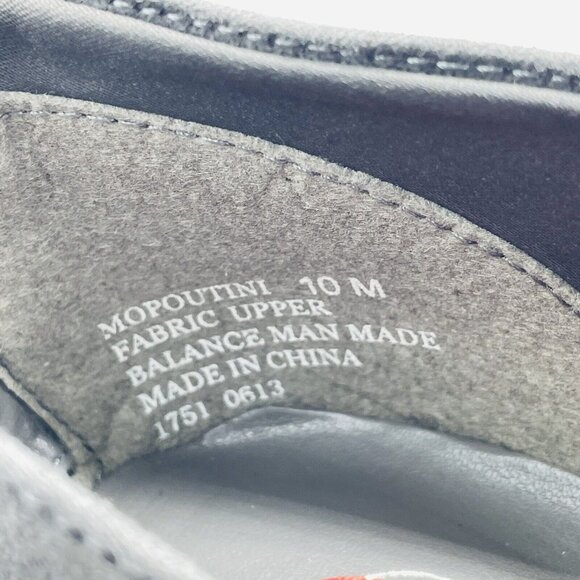 MOPOUTINI 10 M
FABRIC UPPER
BALANCE MAN MADE
MADE IN CHINA
1751 0613